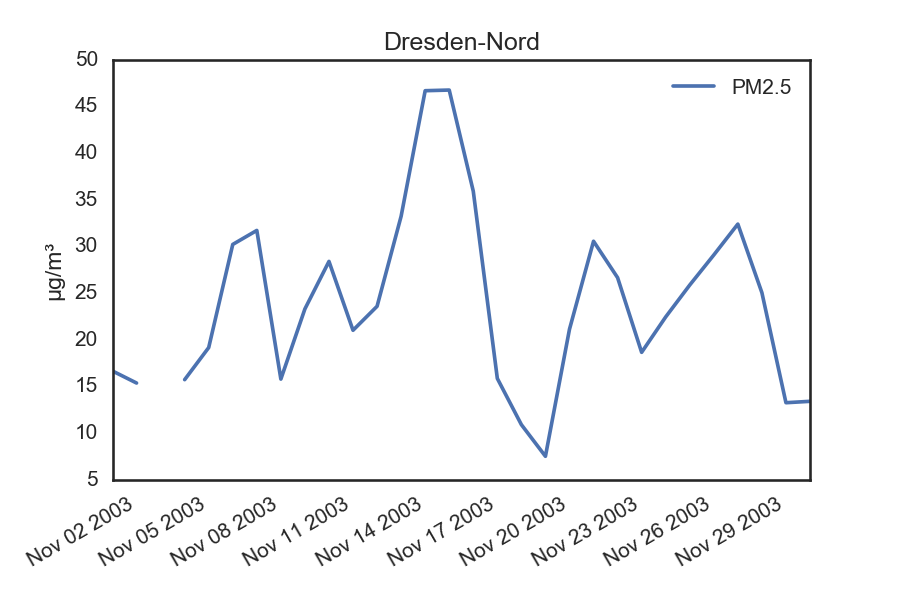 Dresden-Nord
PM2.5
µg/m³
50
45
40
35
30
25
20
15
10
5
Nov 02 2003
Nov 05 2003
Nov 08 2003
Nov 11 2003
Nov 14 2003
Nov 17 2003
Nov 20 2003
Nov 23 2003
Nov 26 2003
Nov 29 2003